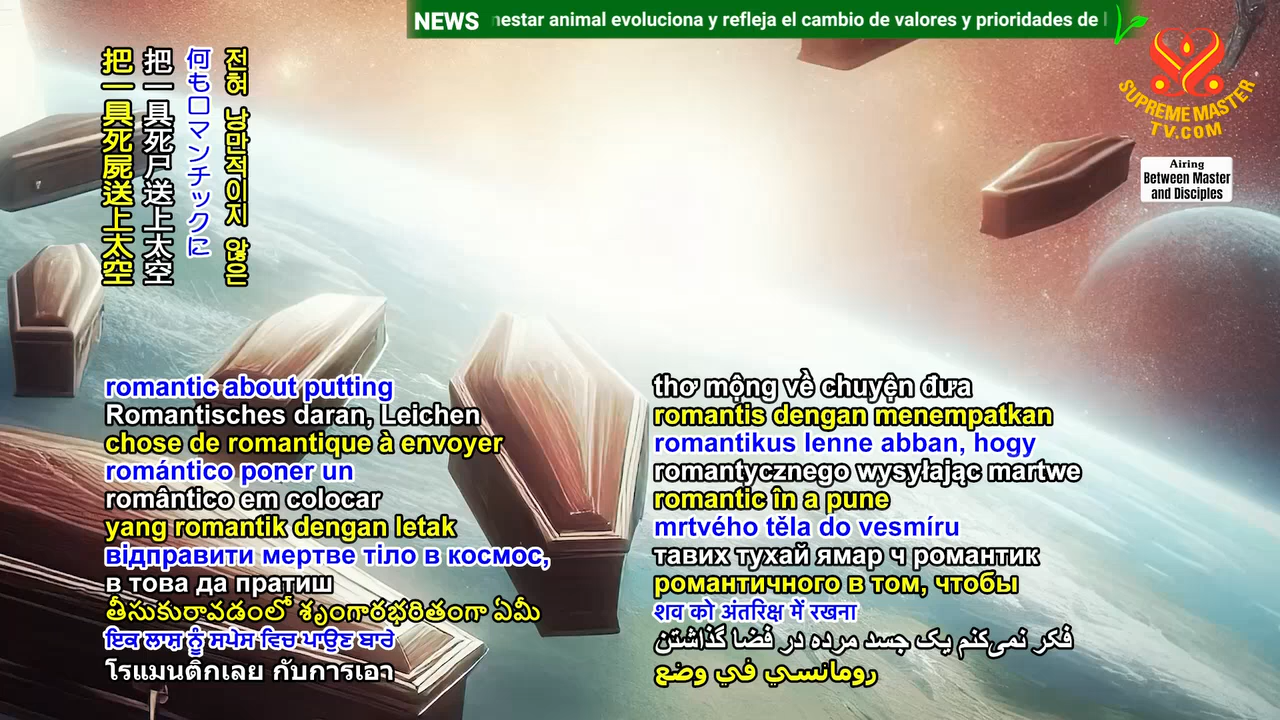 NEWS nestar animal evoluciona y refleja el cambio de valores y prioridades de
SUPREME MASTER
TV.COM
Airing
Between Master
and Disciples
把一具死屍送上太空
把一具死尸送上太空
何もロマンチックに
전혀 낭만적이지 않은
romantic about putting
Romantisches daran, Leichen
chose de romantique à envoyer
romántico poner un
romântico em colocar
yang romantik dengan letak
відправити мертве тіло в космос,
в това да пратиш
తీసుకురావడంలో శృంగారభరితంగా ఏమీ
ਇਕ ਲਾਸ਼ ਨੂੰ ਸਪੇਸ ਵਿਚ ਪਾਉਣ ਬਾਰੇ
โรแมนติกเลย กับการเอา
thơ mộng về chuyện đưa
romantis dengan menempatkan
romantikus lenne abban, hogy
romantycznego wysyłając martwe
romantic în a pune
mrtvého těla do vesmíru
тавих тухай ямар ч романтик
романтичного в том, чтобы
शव को अंतरिक्ष में रखना
فکر نمی‌کنم یک جسد مرده در فضا گذاشتن
رومانسي في وضع